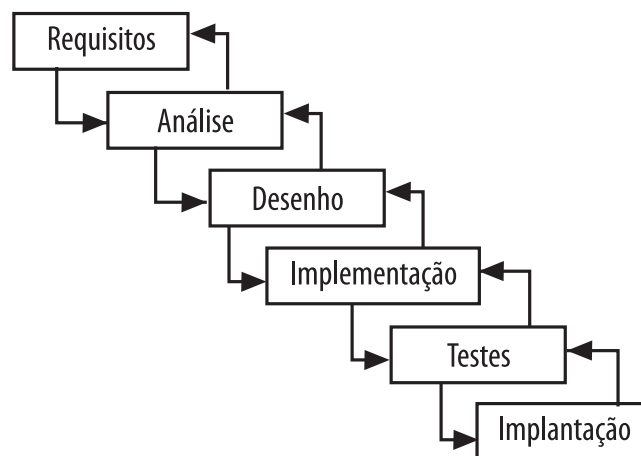 Requisitos
Análise
Desenho
Implementação
Testes
Implantação